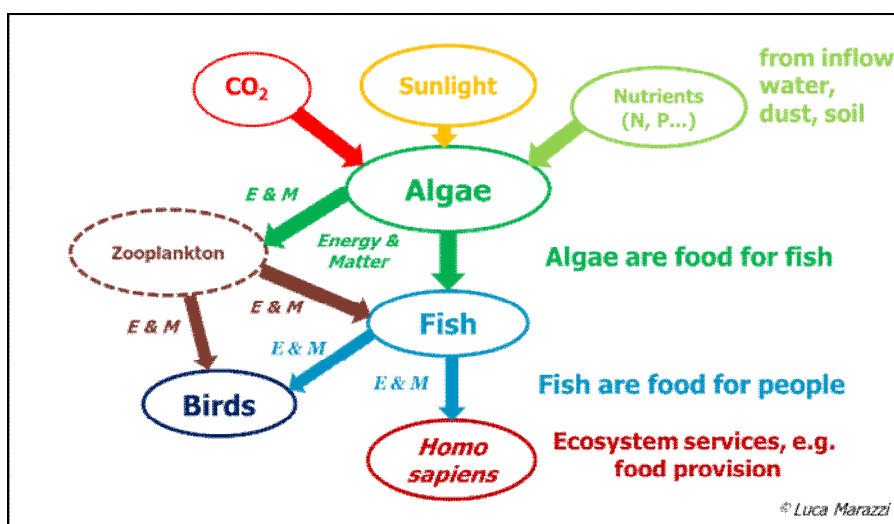 CO₂
Sunlight
Nutrients
(N, P...)
from inflow
water,
dust, soil
Algae
E & M
Energy &
Matter
Zooplankton
Algae are food for fish
E & M
E & M
Fish
E & M
E & M
Birds
Fish are food for people
Homo
sapiens
Ecosystem services, e.g.
food provision
© Luca Marazzi